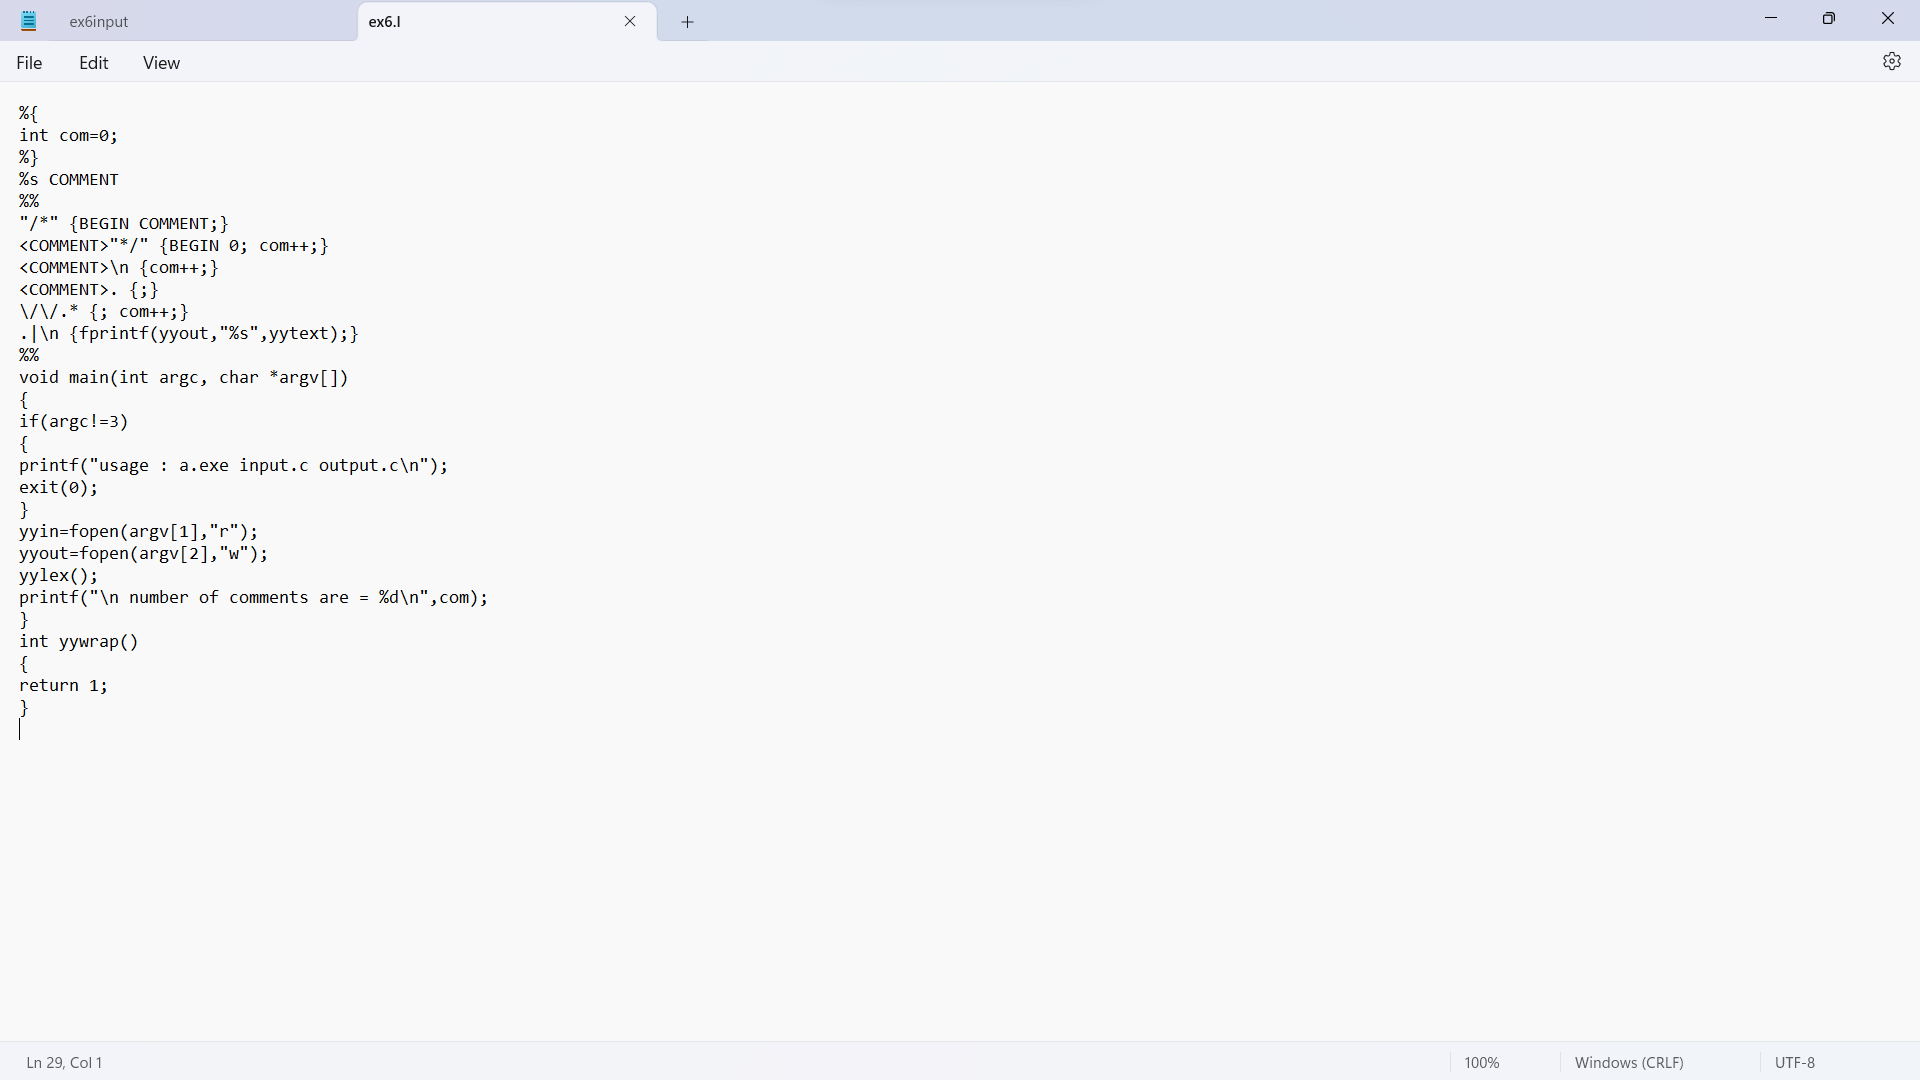 ex6input
ex6.l
File Edit View
%{
int com=0;
%}
%s COMMENT
%%
"/*" {BEGIN COMMENT;}
<COMMENT>"*/" {BEGIN 0; com++;}
<COMMENT>\n {com++;}
<COMMENT>. {;}
\/\/.* {; com++;}
.|\n {fprintf(yyout,"%s",yytext);}
%%
void main(int argc, char *argv[])
{
if(argc!=3)
{
printf("usage : a.exe input.c output.c\n");
exit(0);
}
yyin=fopen(argv[1],"r");
yyout=fopen(argv[2],"w");
yylex();
printf("\n number of comments are = %d\n",com);
}
int yywrap()
{
return 1;
}
Ln 29, Col 1
100%
Windows (CRLF)
UTF-8